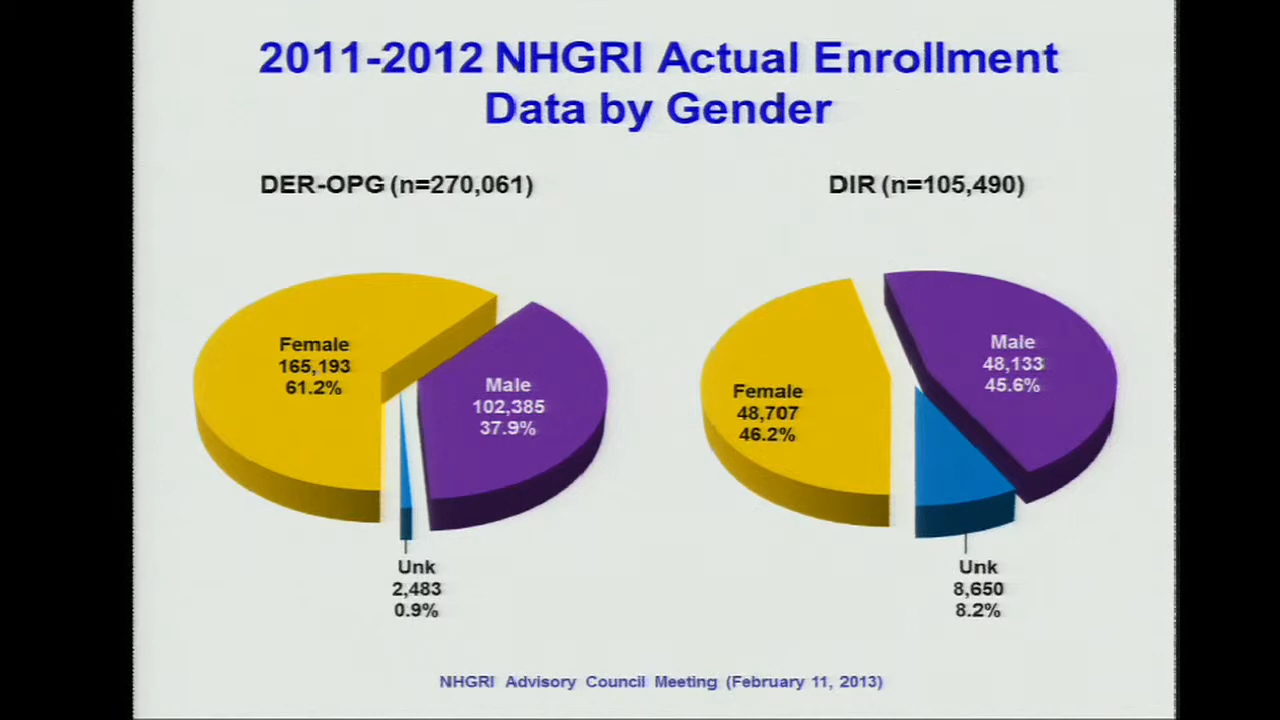 2011-2012 NHGRI Actual Enrollment
Data by Gender
DER-OPG (n=270,061)
Female
165,193
61.2%
Male
102,385
37.9%
Unk
2,483
0.9%
DIR (n=105,490)
Female
48,707
46.2%
Male
48,133
45.6%
Unk
8,650
8.2%
NHGRI Advisory Council Meeting (February 11, 2013)